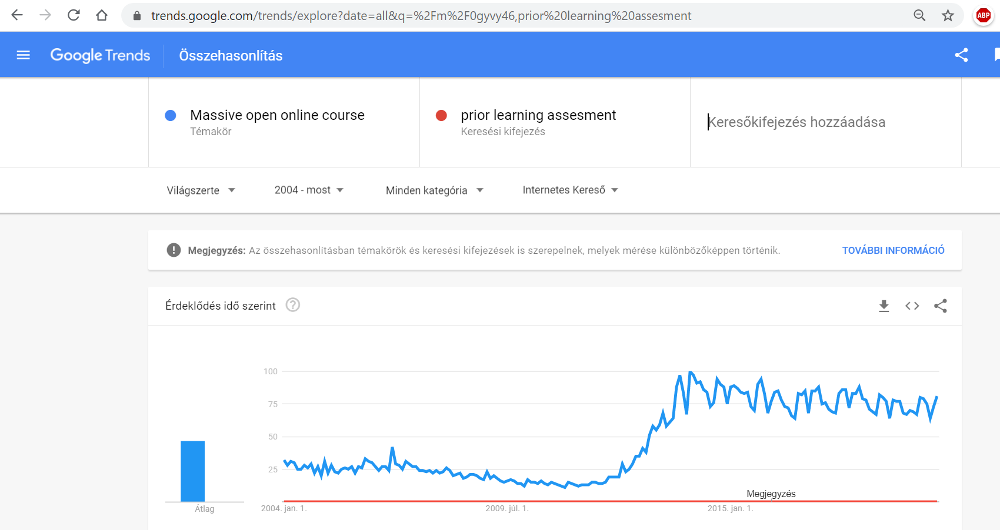 trends.google.com/trends/explore?date=all&q=%2Fm%2F0gyvy46,prior%20learning%20assesment
ABP
Google Trends
Összehasonlítás
Massive open online course
Témakör
prior learning assesment
Keresési kifejezés
Keresőkifejezés hozzáadása
Világszerte
2004 - most
Minden kategória
Internetes Kereső
Megjegyzés: Az összehasonlításban témakörök és keresési kifejezések is szerepelnek, melyek mérése különbözőképpen történik.
TOVÁBBI INFORMÁCIÓ
Érdeklődés idő szerint
100
75
50
25
Megjegyzés
Átlag
2004. jan. 1.
2009. júl. 1.
2015. jan. 1.